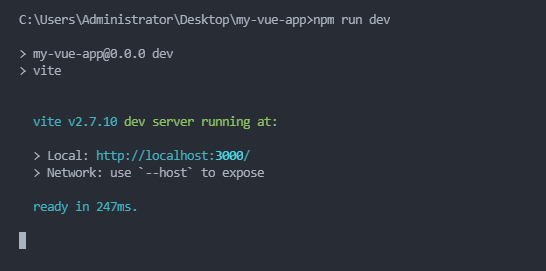 C:\Users\Administrator\Desktop\my-vue-app>npm run dev
> my-vue-app@0.0.0 dev
> vite
vite v2.7.10 dev server running at:
> Local: http://localhost:3000/
> Network: use `--host` to expose
ready in 247ms.